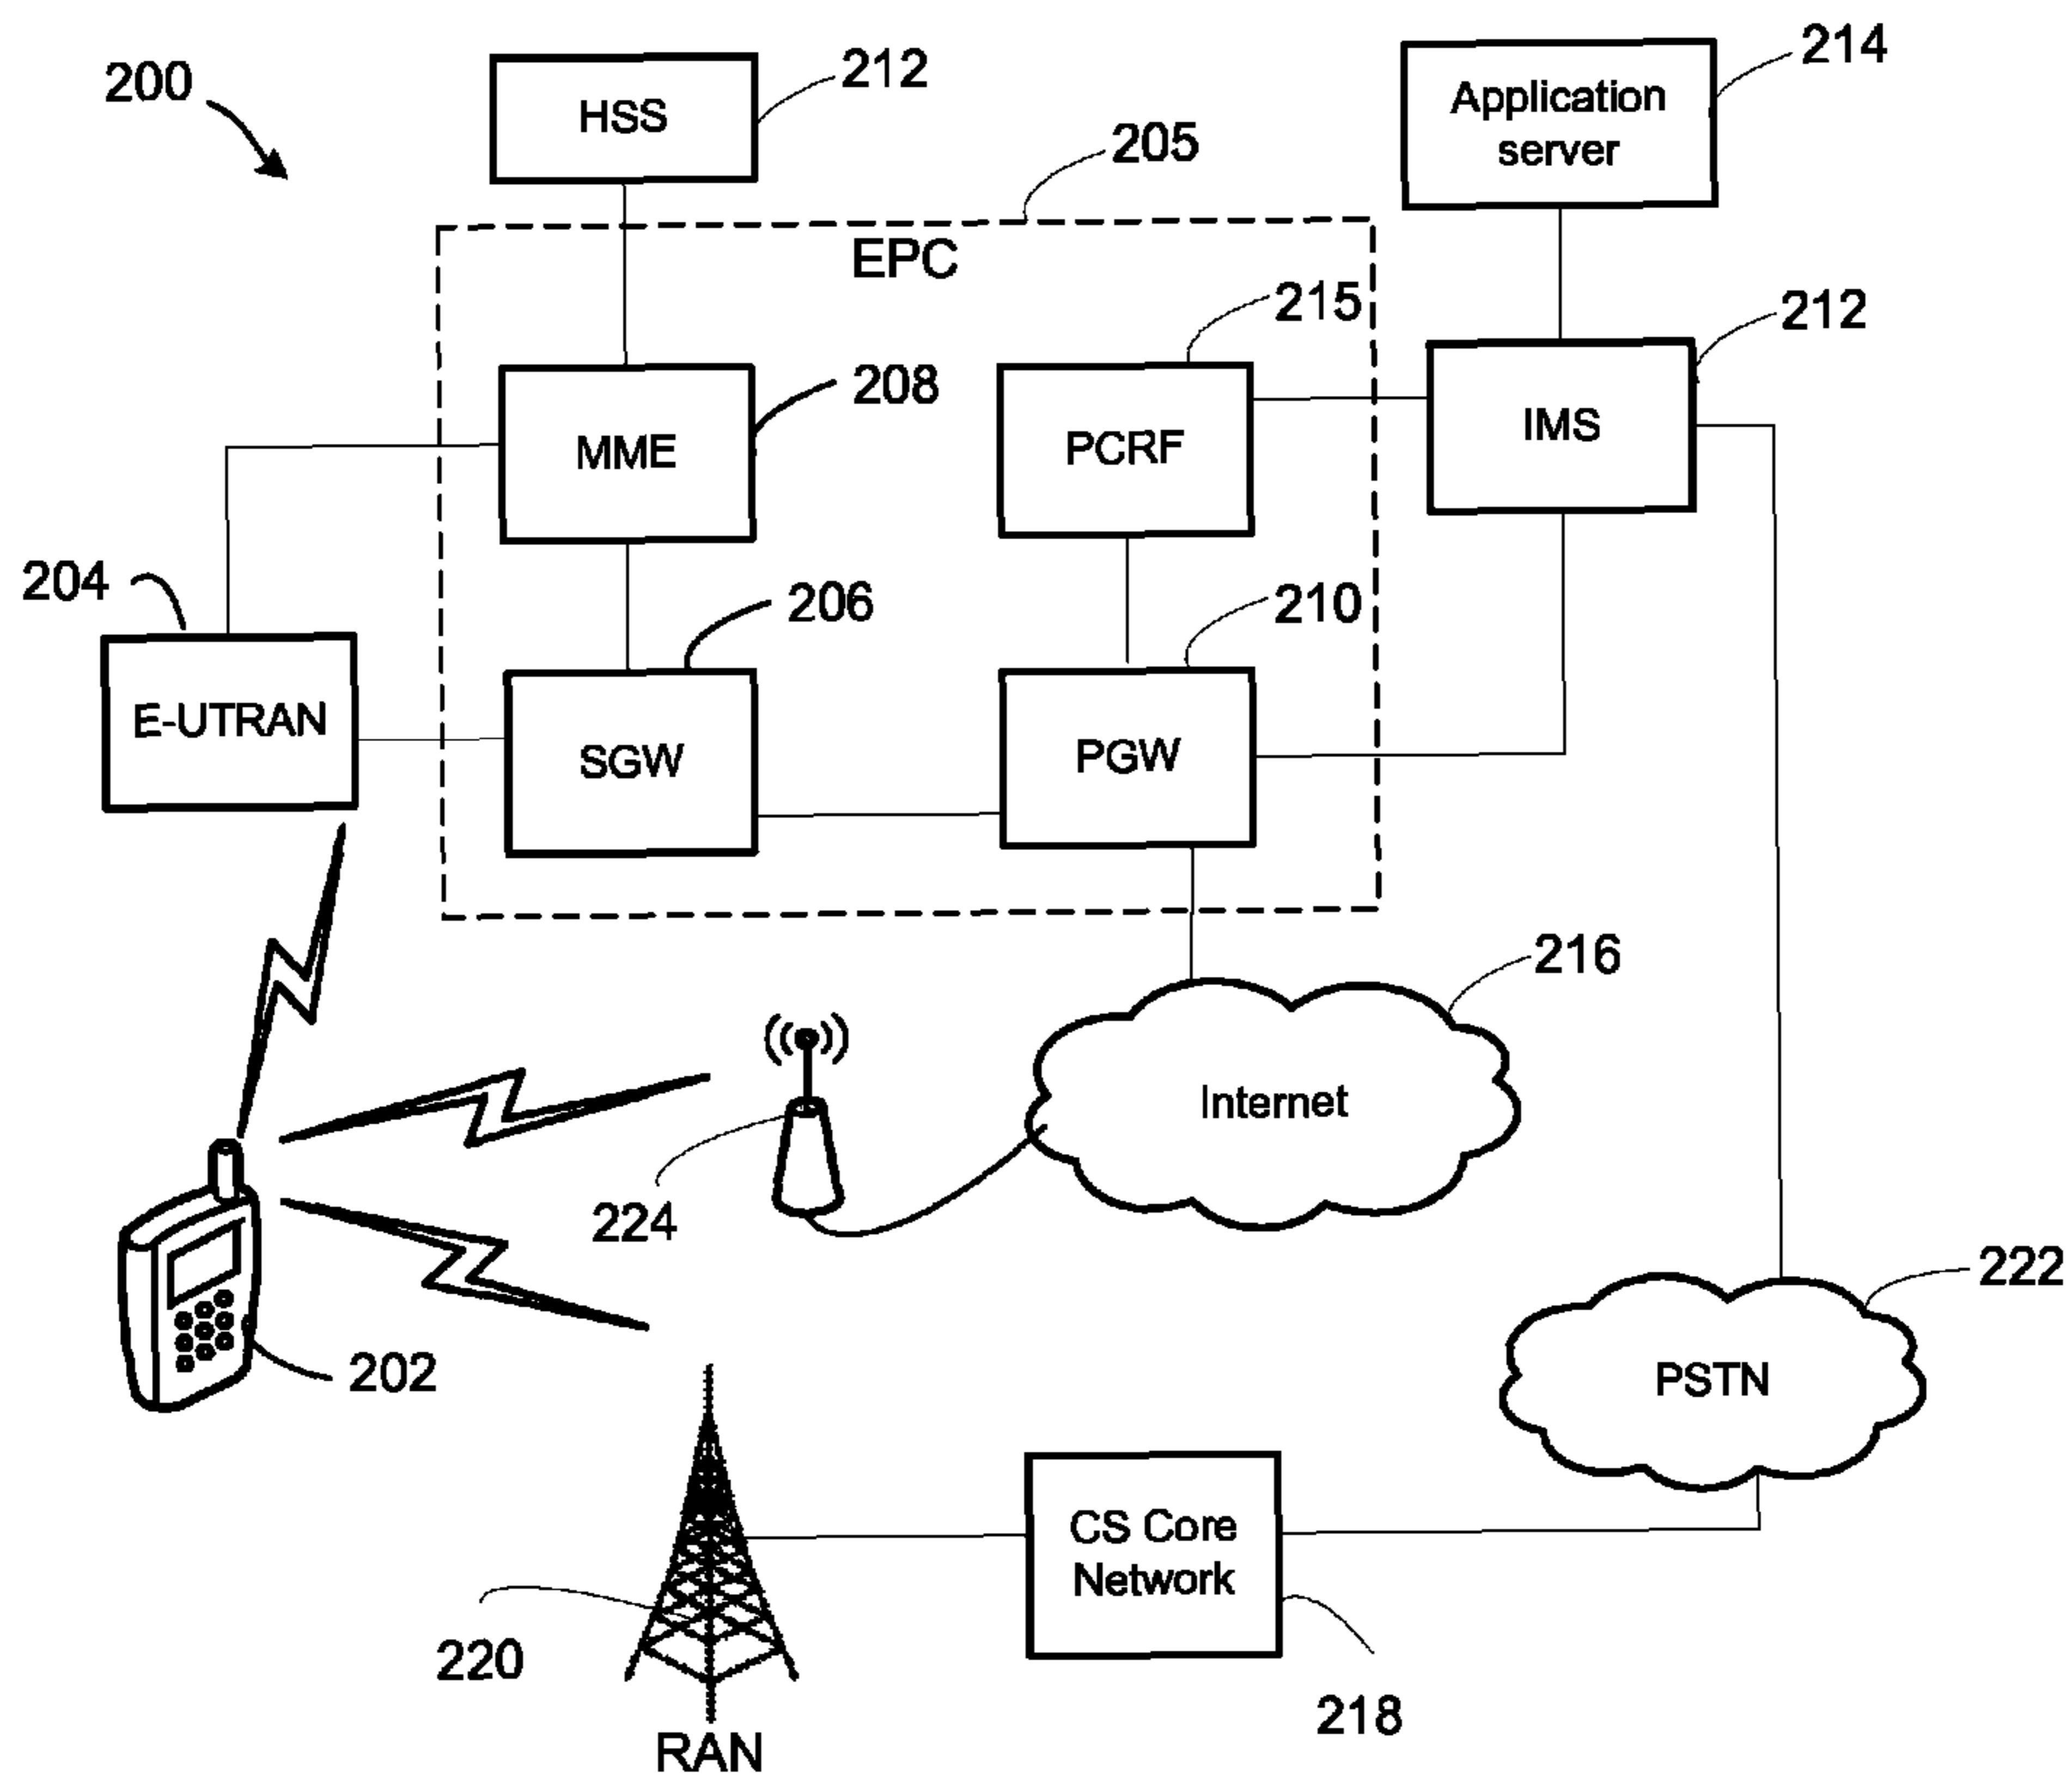 200
HSS
212
Application
server
214
205
EPC
215
212
MME
208
PCRF
IMS
204
206
210
E-UTRAN
SGW
PGW
216
Internet
224
222
202
PSTN
CS Core
Network
220
218
RAN